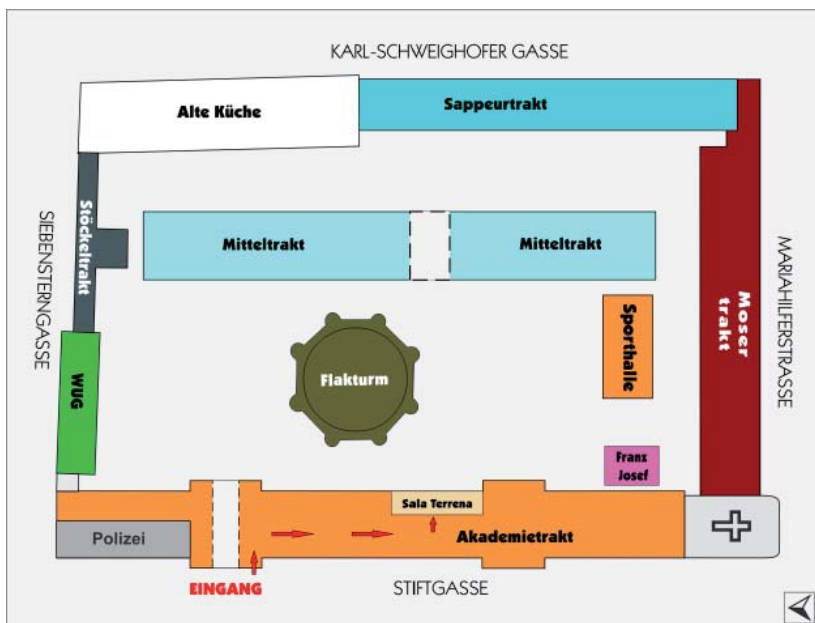 KARL-SCHWEIGHOFER GASSE
Alte Küche
Sappeurtrakt
SIEBENSTERNGASSE
Stöckeltrakt
Mitteltrakt
Mitteltrakt
MARIAHILFERSTRASSE
Moser
trakt
Sporthalle
WUG
Flakturm
Franz
Josef
Sala Terrena
Polizei
Akademietrakt
EINGANG
STIFTGASSE